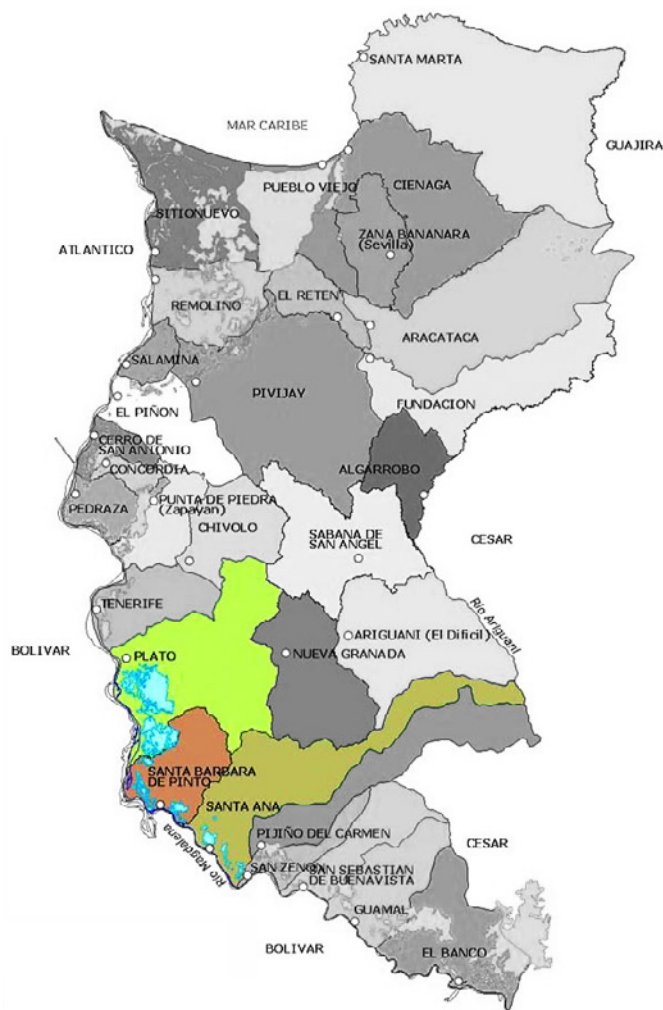 SANTA MARTA
MAR CARIBE
GUAJIRA
PUEBLO VIEJO
CIENAGA
SITIONUEVO
ZANA BANANARA
(Sevilla)
ATLANTICO
EL RETEN
REMOLINO
ARACATACA
SALAMINA
PIVIJAY
FUNDACION
EL PIÑON
CERRO DE
SAN ANTONIO
CONCORDIA
ALGARROBO
PEDRAZA
PUNTA DE PIEDRA
(Zapayan)
CHIVOLO
SABANA DE
SAN ANGEL
CESAR
TENERIFE
Rio Ariguani
ARIGUANI (El Dificil)
BOLIVAR
PLATO
NUEVA GRANADA
SANTA BARBARA
DE PINTO
SANTA ANA
Rio Magdalena
PIJIÑO DEL CARMEN
CESAR
SAN ZENON
SAN SEBASTIAN
DE BUENAVISTA
GUAMAL
BOLIVAR
EL BANCO